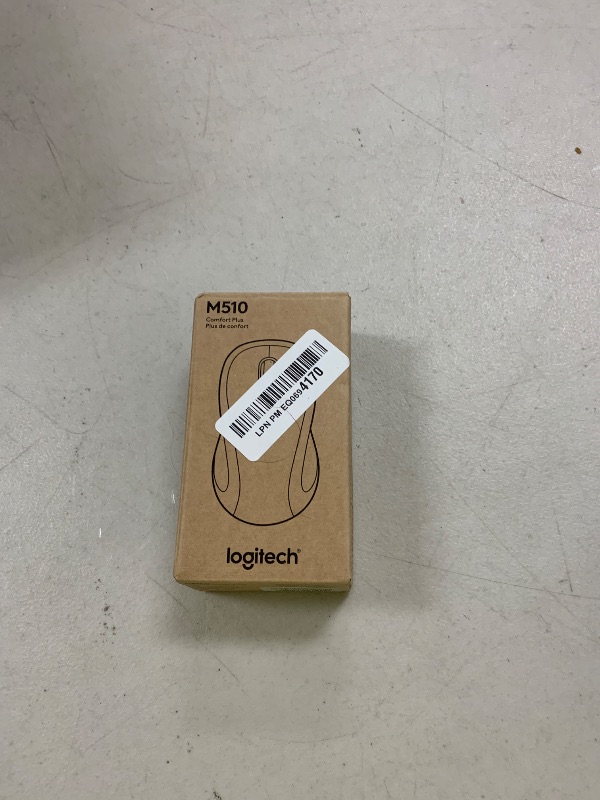 M510
Comfort Plus
Plus de confort
LPN PM EQ0694170
logitech